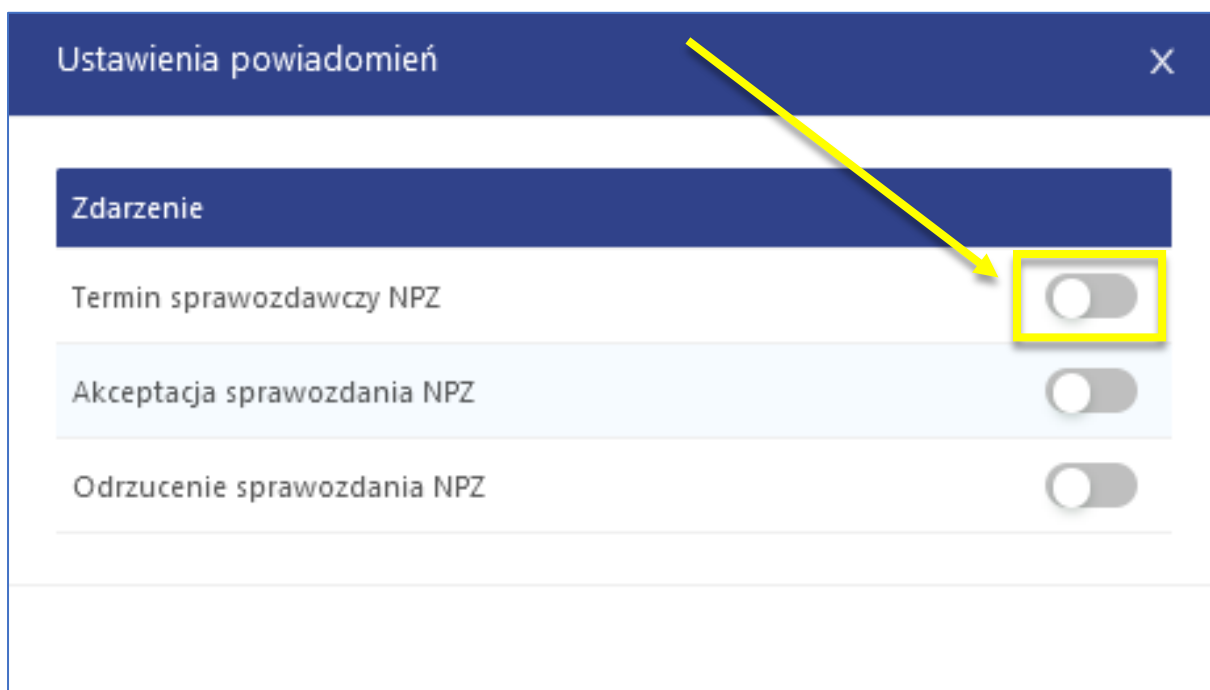 Ustawienia powiadomień
Zdarzenie
Termin sprawozdawczy NPZ
Akceptacja sprawozdania NPZ
Odrzucenie sprawozdania NPZ